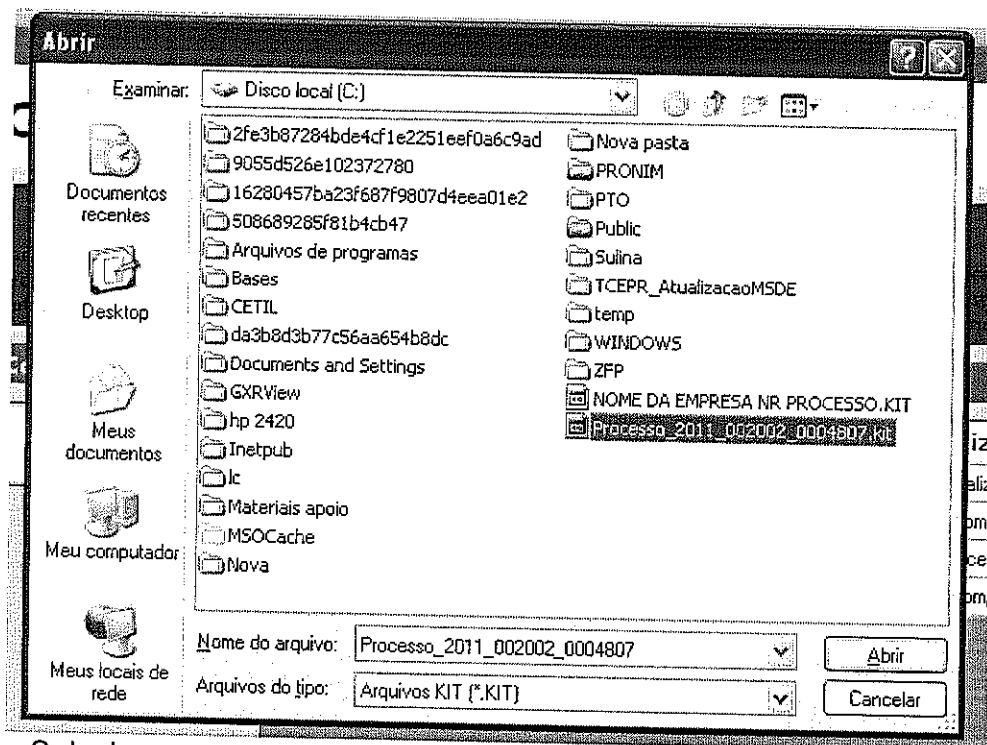 Abrir
Examinar: Disco local (C:)
Documentos recentes
Desktop
Meus documentos
Meu computador
Meus locais de rede
2fe3b87284bde4cf1e2251eef0a6c9ad
9055d526e102372780
16280457ba23f687f9807d4eea01e2
508689285f81b4cb47
Arquivos de programas
Bases
CETIL
da3b8d3b77c56aa654b8dc
Documents and Settings
GXRView
hp 2420
Inetpub
lc
Materiais apoio
MSOCache
Nova
Nova pasta
PRONIM
PTO
Public
Sulina
TCEPR_AtualizacaoMSDE
temp
WINDOWS
ZFP
NOME DA EMPRESA NR PROCESSO.KIT
Processo_2011_002002_0004807.kit
Nome do arquivo: Processo_2011_002002_0004807
Abrir
Arquivos do tipo: Arquivos KIT (*.KIT)
Cancelar